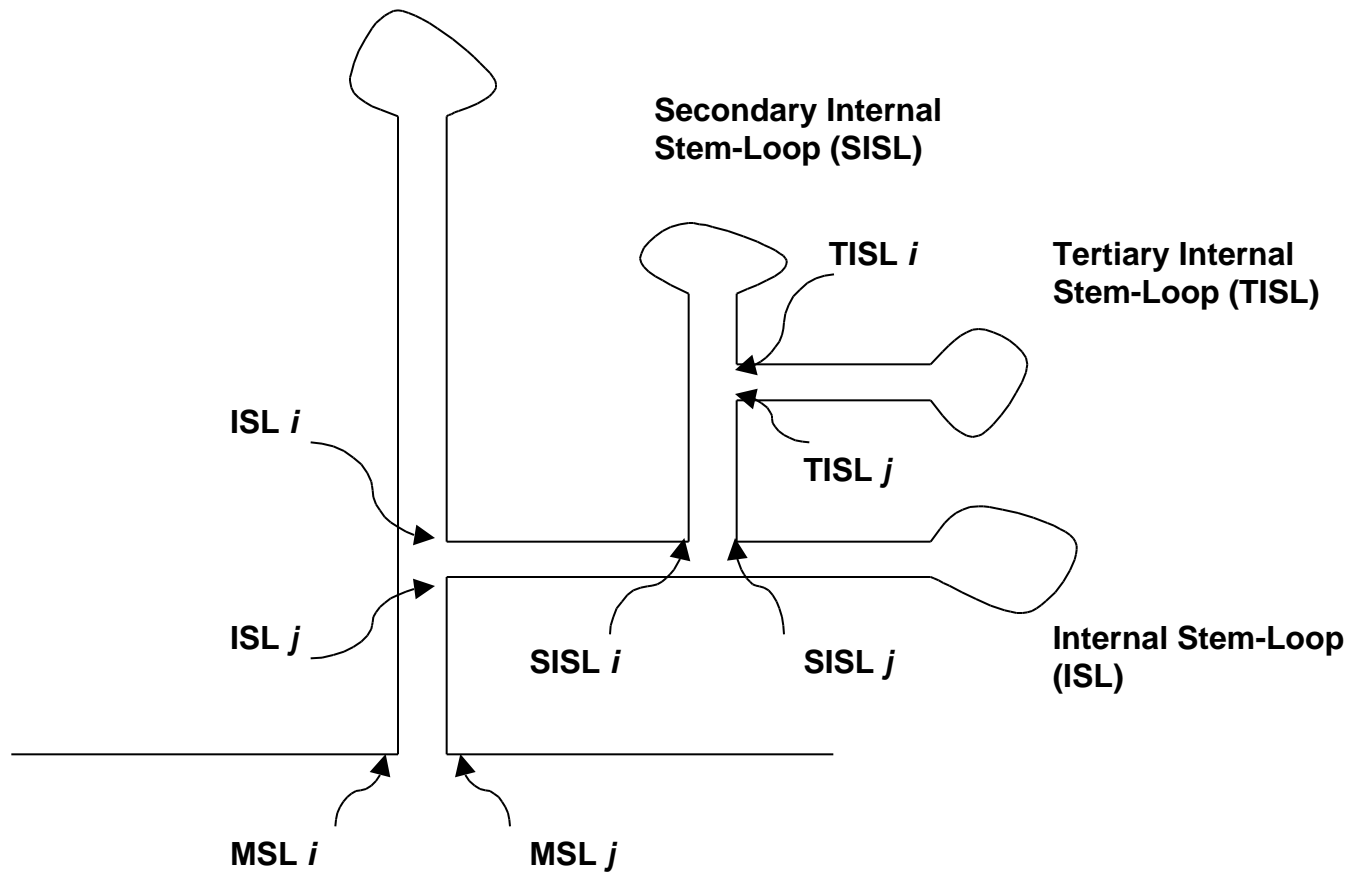 Secondary Internal
Stem-Loop (SISL)
TISL i
Tertiary Internal
Stem-Loop (TISL)
ISL i
TISL j
ISL j
SISL i
SISL j
Internal Stem-Loop
(ISL)
MSL i
MSL j